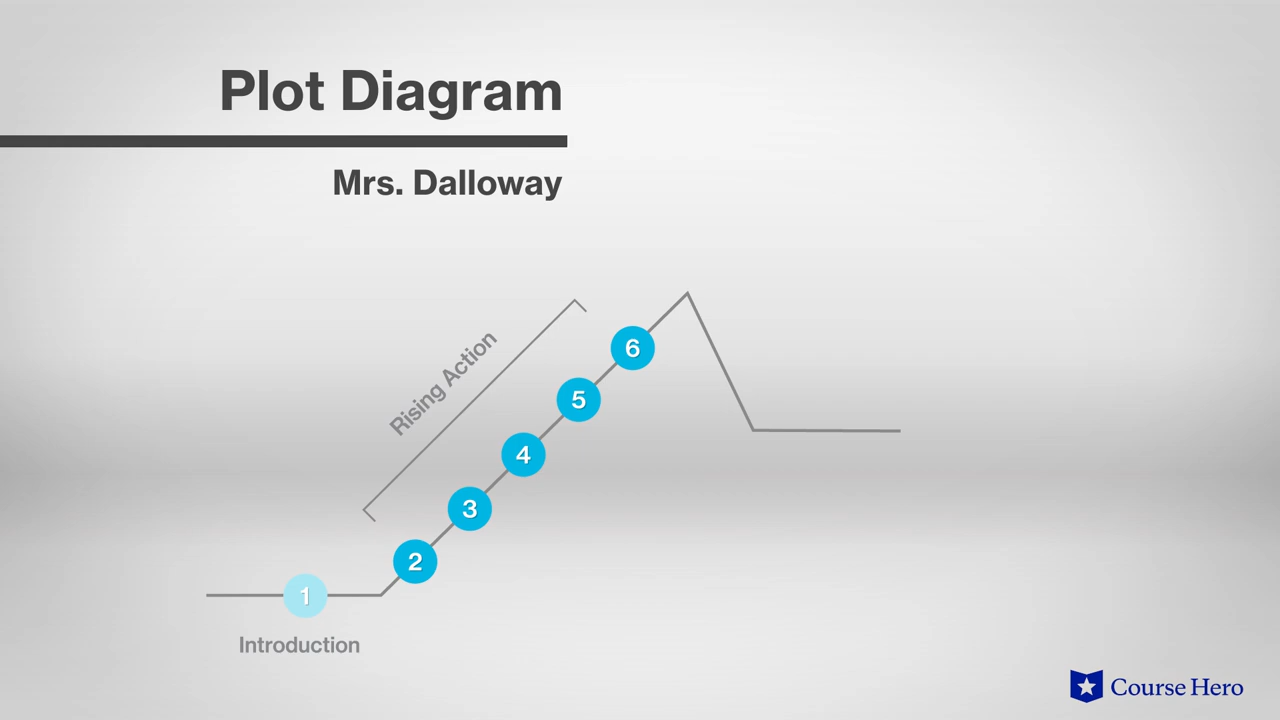 Plot Diagram
Mrs. Dalloway
Rising Action
6
5
4
3
2
1
Introduction
Course Hero